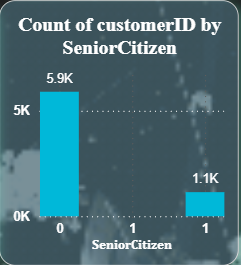 Count of customerID by
SeniorCitizen
5.9K
5K
1.1K
0K
0 1 1
SeniorCitizen